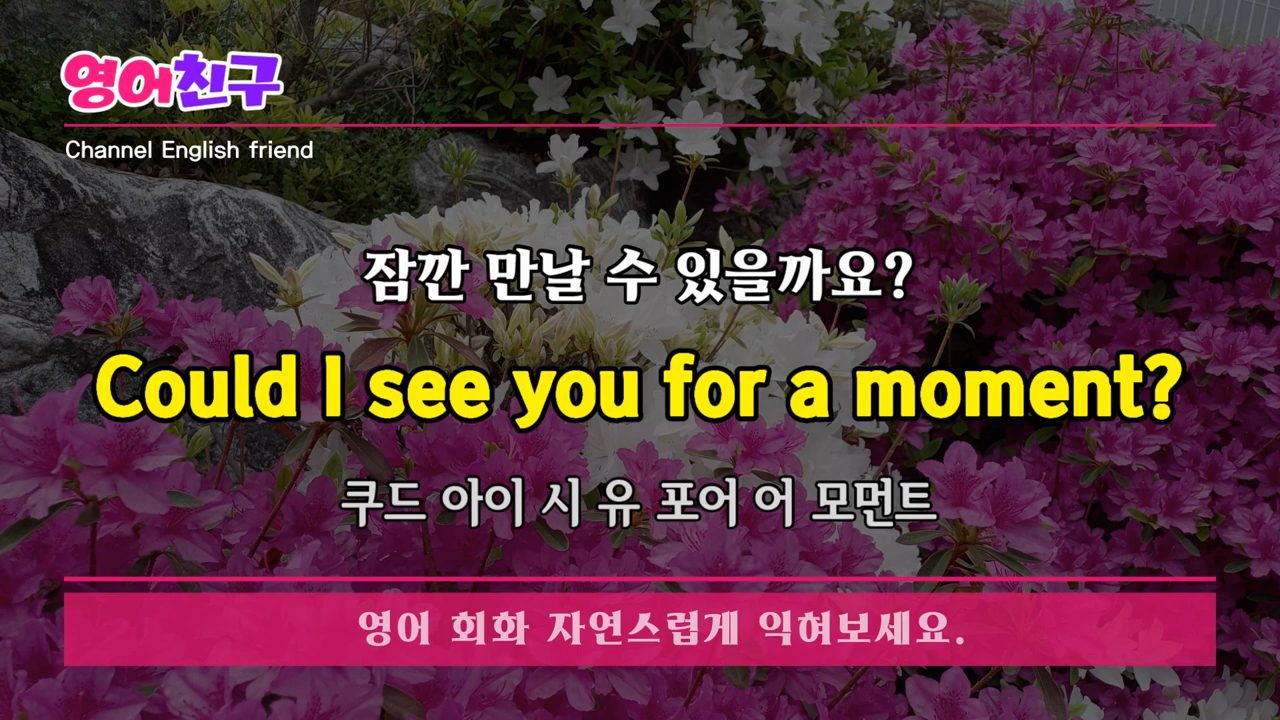 영어친구
Channel English friend
잠깐 만날 수 있을까요?
Could I see you for a moment?
쿠드 아이 시 유 포어 어 모먼트
영어 회화 자연스럽게 익혀보세요.